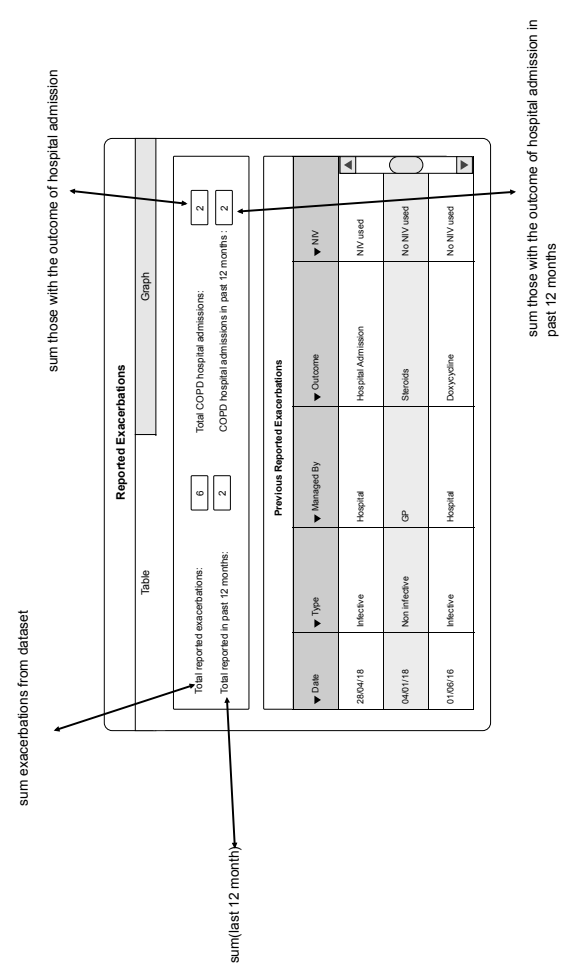 sum exacerbations from dataset
sum those with the outcome of hospital admission
sum(last 12 month)
Reported Exacerbations
Table
Graph
Total reported exacerbations: 6
Total COPD hospital admissions: 2
Total reported in past 12 months: 2
COPD hospital admissions in past 12 months : 2
Previous Reported Exacerbations
▼ Date ▼ Type ▼ Managed By ▼ Outcome ▼ NIV
28/04/18 Infective Hospital Hospital Admission NIV used
04/01/18 Non infective GP Steroids No NIV used
01/06/16 Infective Hospital Doxycycline No NIV used
sum those with the outcome of hospital admission in
past 12 months